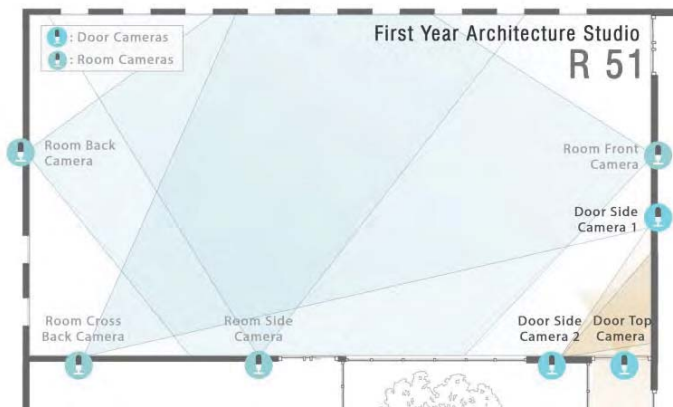 : Door Cameras
: Room Cameras
First Year Architecture Studio
R 51
Room Back
Camera
Room Front
Camera
Door Side
Camera 1
Room Cross
Back Camera
Room Side
Camera
Door Side
Camera 2
Door Top
Camera